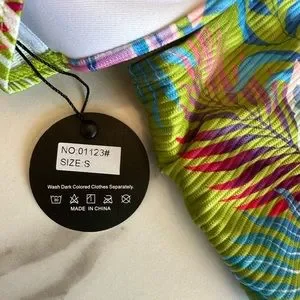 NO:01123#
SIZE:S
Wash Dark Colored Clothes Separately.
MADE IN CHINA